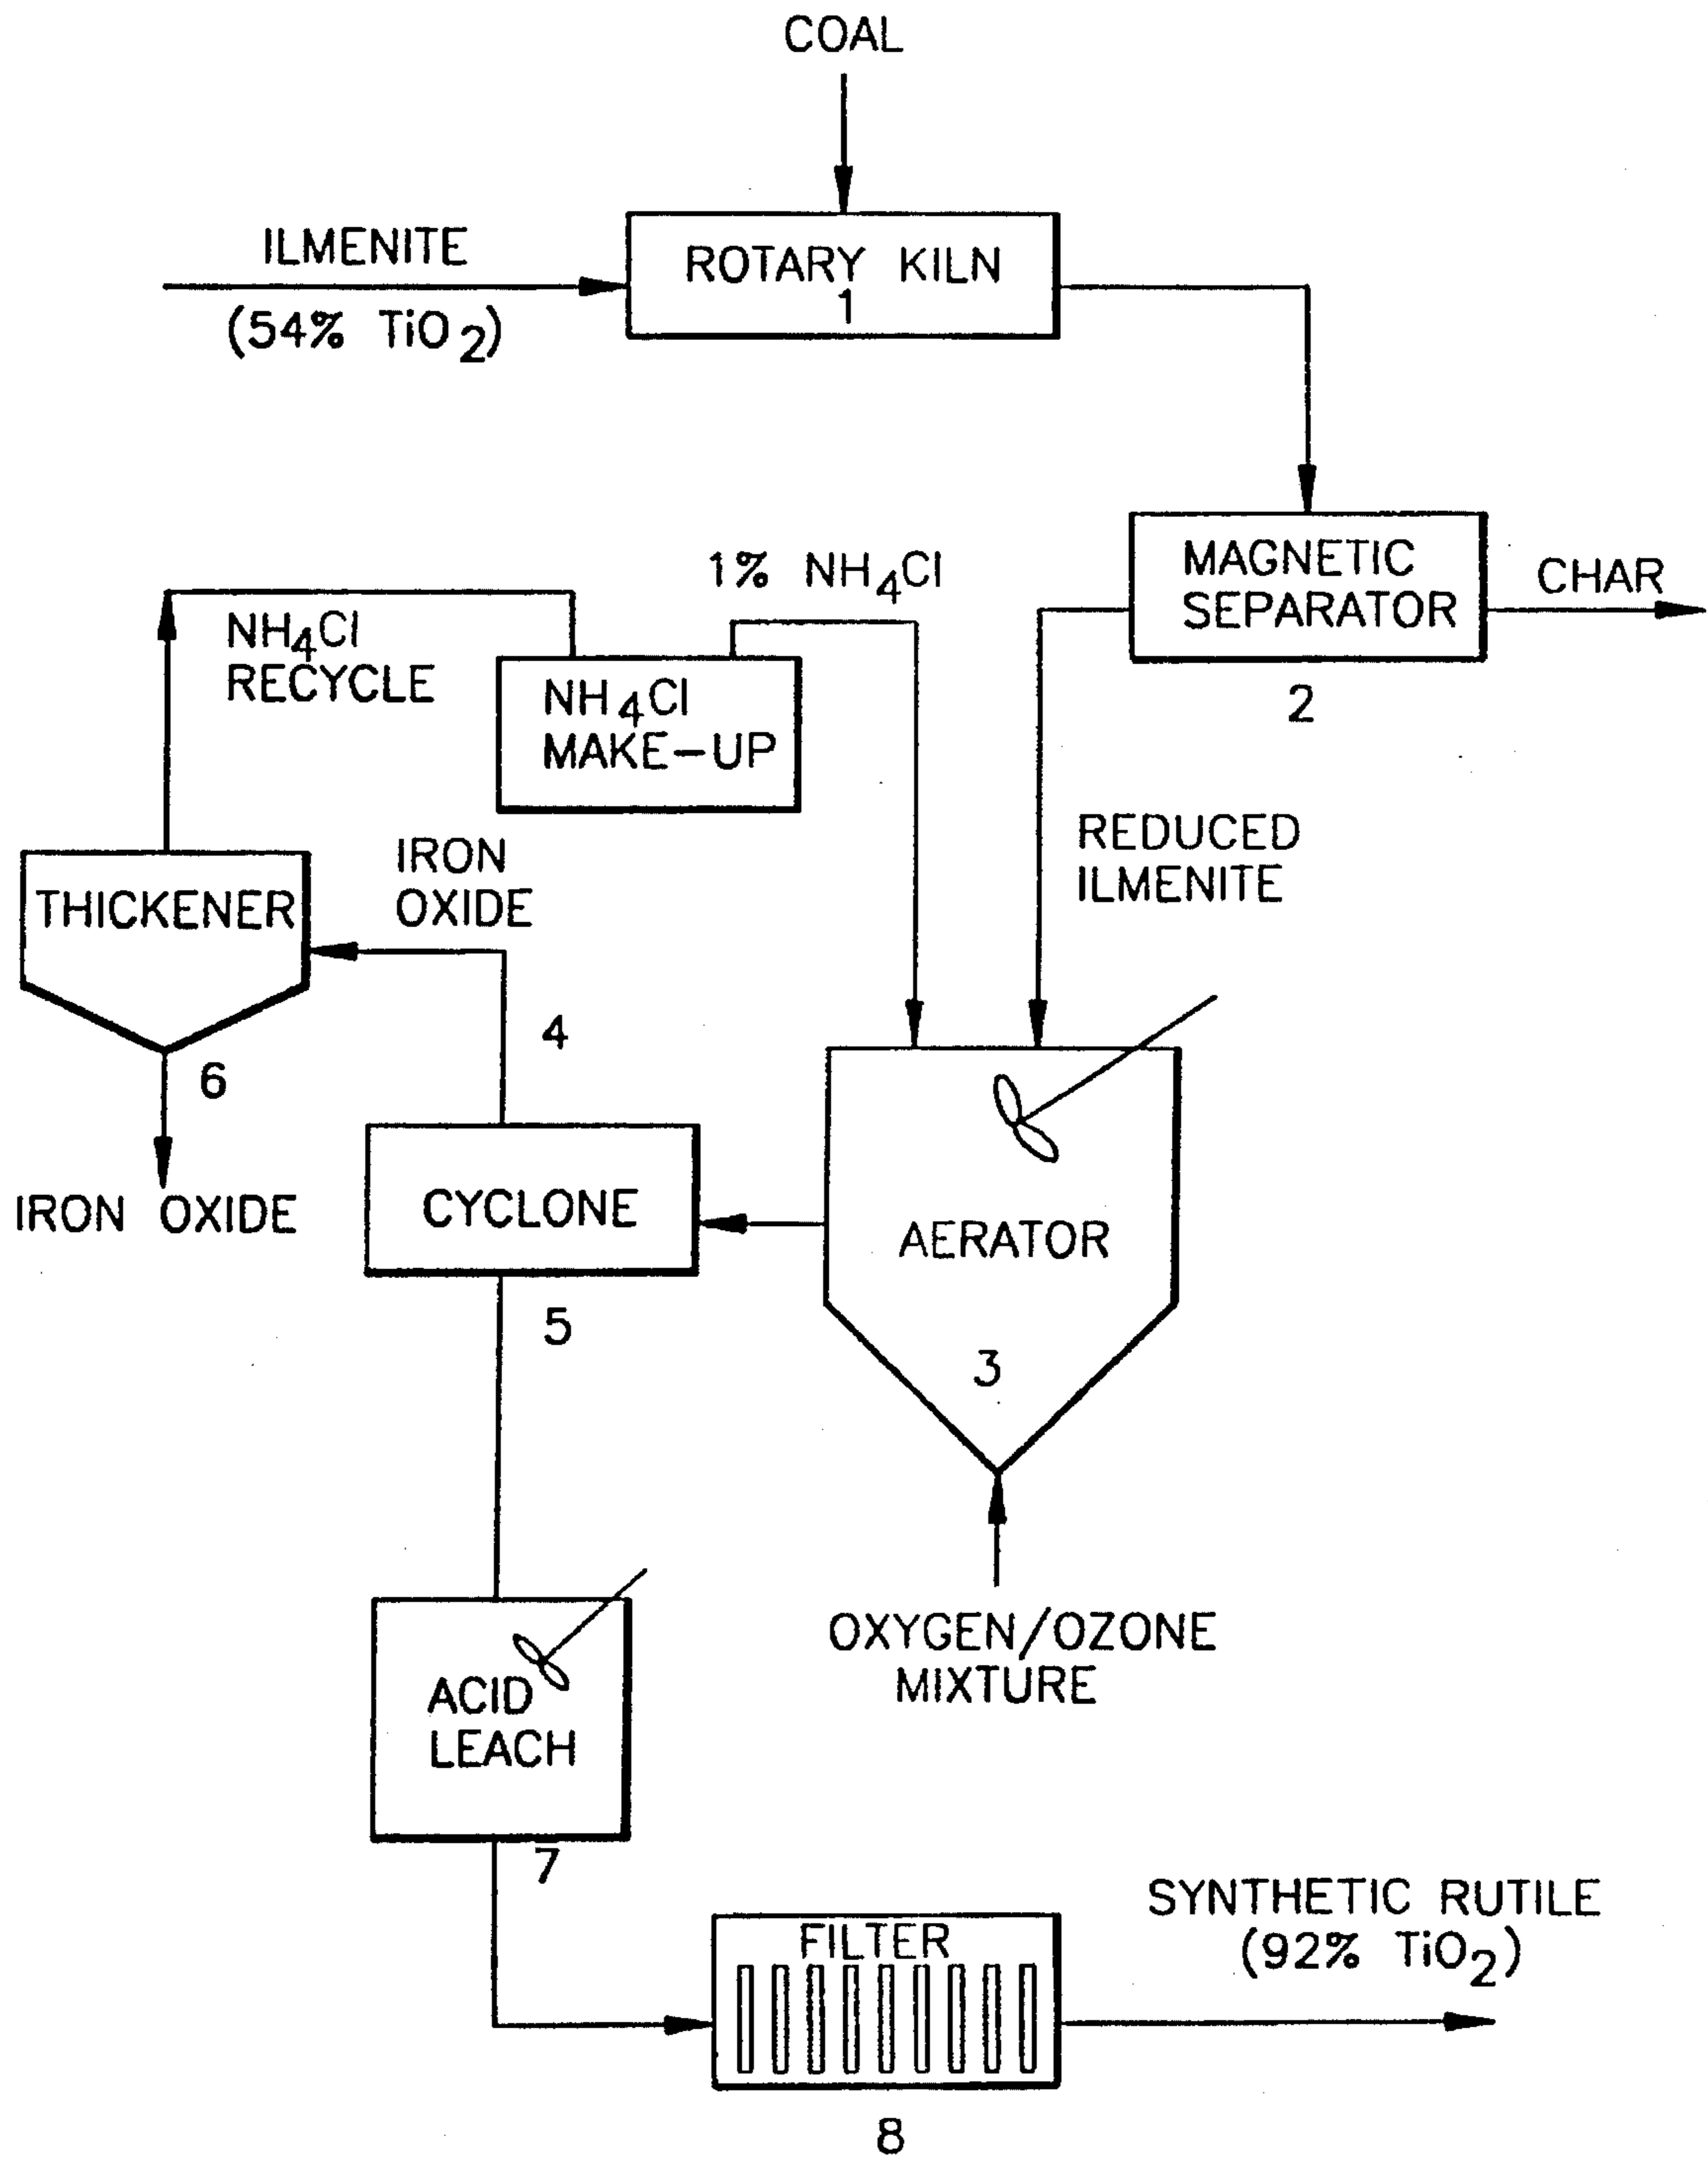 COAL
ILMENITE
(54% TiO2)
ROTARY KILN
1
MAGNETIC
SEPARATOR
2
CHAR
1% NH4Cl
NH4Cl
RECYCLE
NH4Cl
MAKE-UP
REDUCED
ILMENITE
THICKENER
IRON
OXIDE
4
6
IRON OXIDE
CYCLONE
5
AERATOR
3
OXYGEN/OZONE
MIXTURE
ACID
LEACH
7
FILTER
8
SYNTHETIC RUTILE
(92% TiO2)